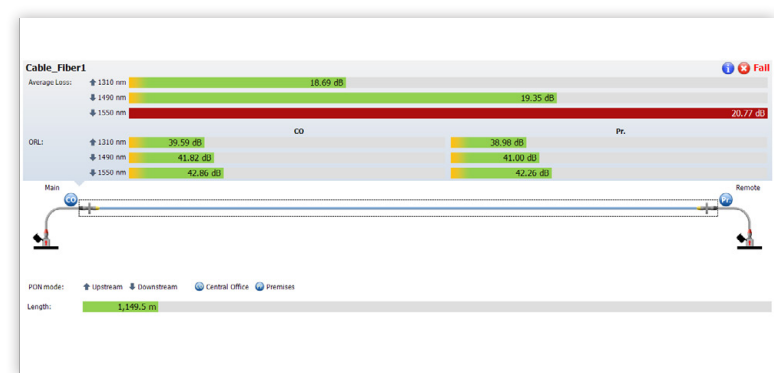 Cable_Fiber1
i Fail
Average Loss: 1310 nm 18.69 dB
1490 nm 19.35 dB
1550 nm 20.77 dB
CO Pr.
ORL: 1310 nm 39.59 dB 38.98 dB
1490 nm 41.82 dB 41.00 dB
1550 nm 42.86 dB 42.26 dB
Main Remote
CO Pr.
PON mode: Upstream Downstream Central Office Premises
Length: 1,149.5 m